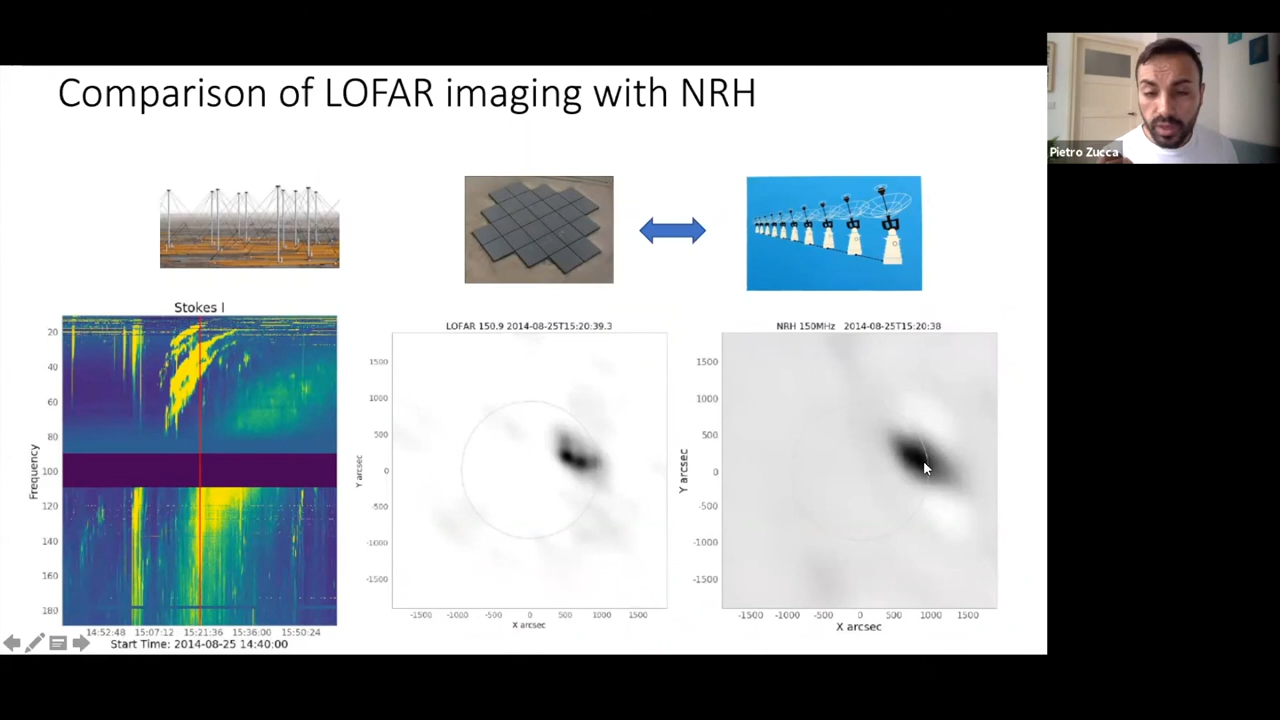 Comparison of LOFAR imaging with NRH
Pietro Zucca
Stokes I
20
40
60
80
100
120
140
160
180
Frequency
14:52:48 15:07:12 15:21:36 15:36:00 15:50:24
Start Time: 2014-08-25 14:40:00
LOFAR 150.9 2014-08-25T15:20:39.3
1500
1000
500
0
-500
-1000
-1500
Y arcsec
-1500 -1000 -500 0 500 1000 1500
X arcsec
NRH 150MHz 2014-08-25T15:20:38
1500
1000
500
0
-500
-1000
-1500
Y arcsec
-1500 -1000 -500 0 500 1000 1500
X arcsec